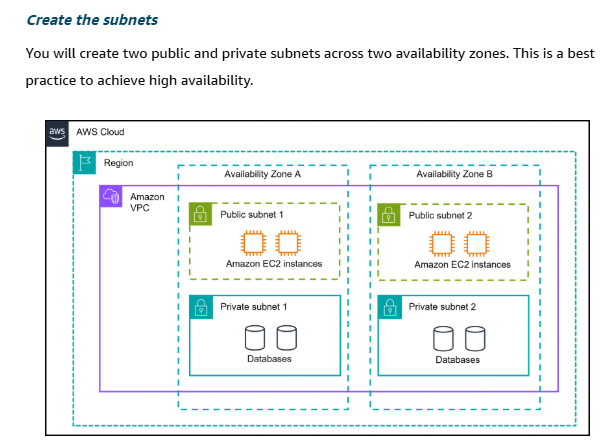 Create the subnets
You will create two public and private subnets across two availability zones. This is a best
practice to achieve high availability.
aws
AWS Cloud
Region
Availability Zone A
Availability Zone B
Amazon
VPC
Public subnet 1
Public subnet 2
Amazon EC2 instances
Amazon EC2 instances
Private subnet 1
Private subnet 2
Databases
Databases